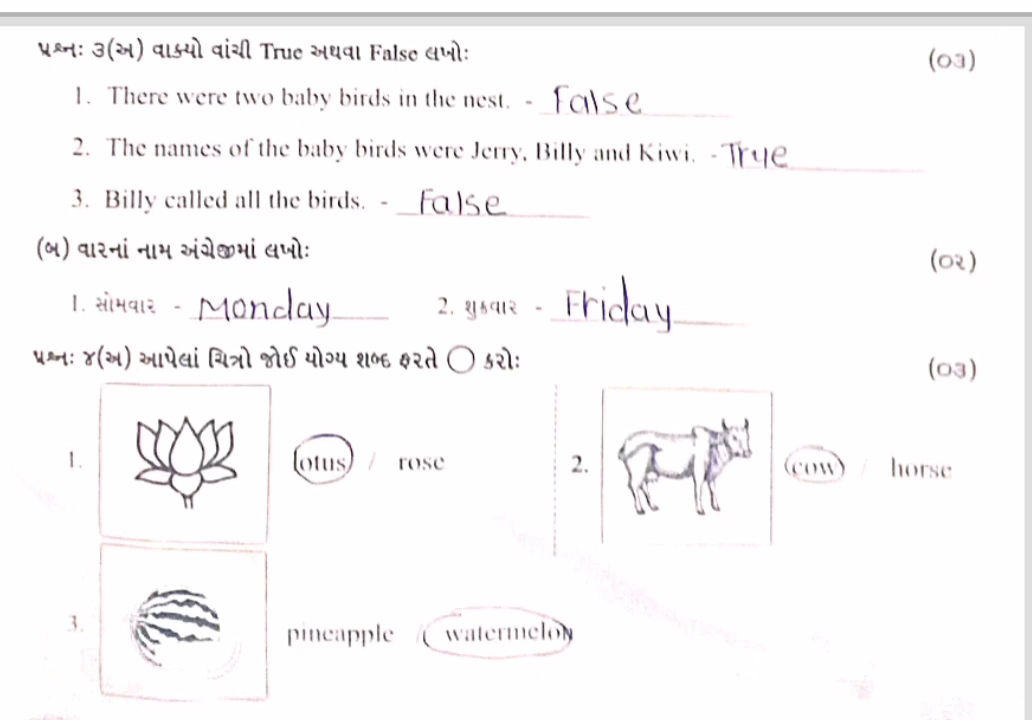 પ્રશ્ન: ૩(અ) વાક્યો વાંચી True અથવા False લખો: (૦૩)
1. There were two baby birds in the nest. - False
2. The names of the baby birds were Jerry, Billy and Kiwi. - True
3. Billy called all the birds. - False
(બ) વારનાં નામ અંગ્રેજીમાં લખો: (૦૨)
1. સોમવાર - Monday 2. શુક્રવાર - Friday
પ્રશ્ન: ૪(અ) આપેલાં ચિત્રો જોઈ યોગ્ય શબ્દ ફરતે ◯ કરો: (૦૩)
1. lotus / rose 2. cow / horse
3. pineapple / watermelon